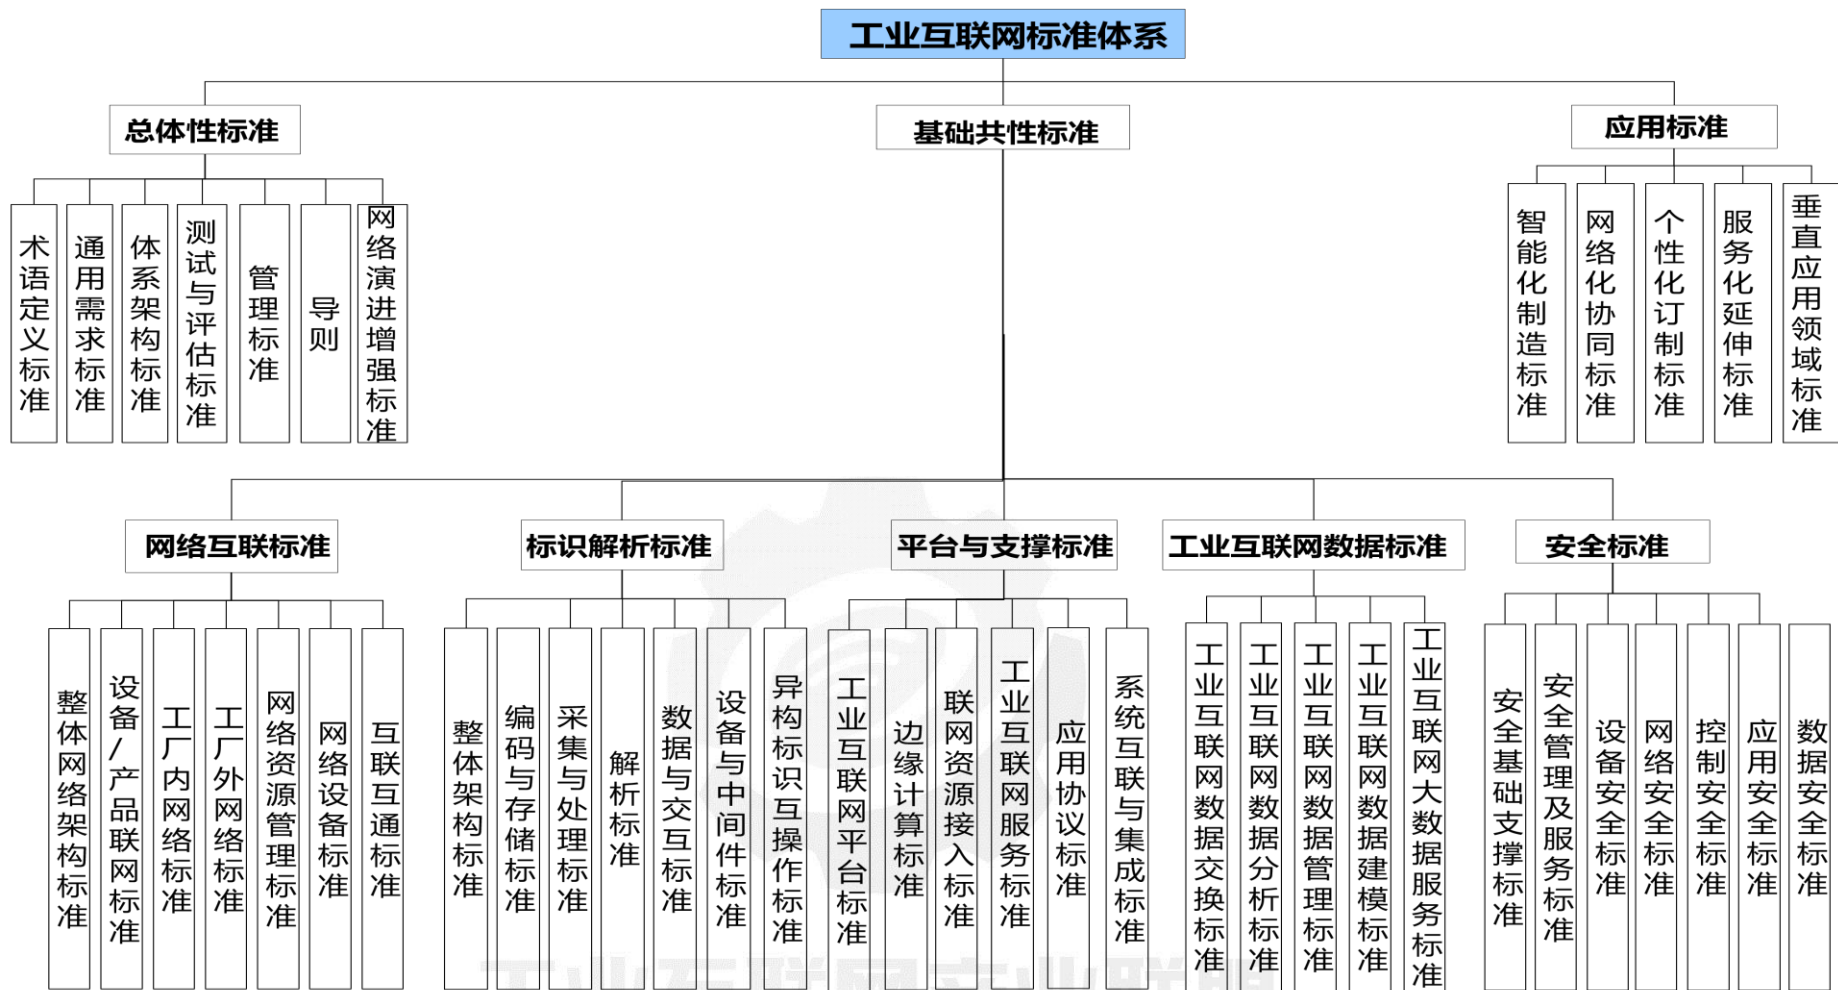 工业互联网标准体系
总体性标准
基础共性标准
应用标准
术语定义标准
通用需求标准
体系架构标准
测试与评估标准
管理标准
导则
网络演进增强标准
智能化制造标准
网络化协同标准
个性化订制标准
服务化延伸标准
垂直应用领域标准
网络互联标准
标识解析标准
平台与支撑标准
工业互联网数据标准
安全标准
整体网络架构标准
设备/产品联网标准
工厂内网络标准
工厂外网络标准
网络资源管理标准
网络设备标准
互联互通标准
整体架构标准
编码与存储标准
采集与处理标准
解析标准
数据与交互标准
设备与中间件标准
异构标识互操作标准
工业互联网平台标准
边缘计算标准
联网资源接入标准
工业互联网服务标准
应用协议标准
系统互联与集成标准
工业互联网数据交换标准
工业互联网数据分析标准
工业互联网数据管理标准
工业互联网数据建模标准
工业互联网大数据服务标准
安全基础支撑标准
安全管理及服务标准
设备安全标准
网络安全标准
控制安全标准
应用安全标准
数据安全标准
工业互联网产业联盟